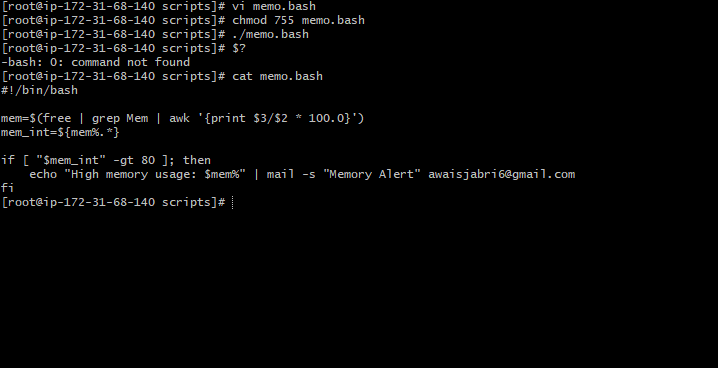 [root@ip-172-31-68-140 scripts]# vi memo.bash
[root@ip-172-31-68-140 scripts]# chmod 755 memo.bash
[root@ip-172-31-68-140 scripts]# ./memo.bash
[root@ip-172-31-68-140 scripts]# $?
-bash: 0: command not found
[root@ip-172-31-68-140 scripts]# cat memo.bash
#!/bin/bash

mem=$(free | grep Mem | awk '{print $3/$2 * 100.0}')
mem_int=${mem%.*}

if [ "$mem_int" -gt 80 ]; then
    echo "High memory usage: $mem%" | mail -s "Memory Alert" awaisjabri6@gmail.com
fi
[root@ip-172-31-68-140 scripts]#